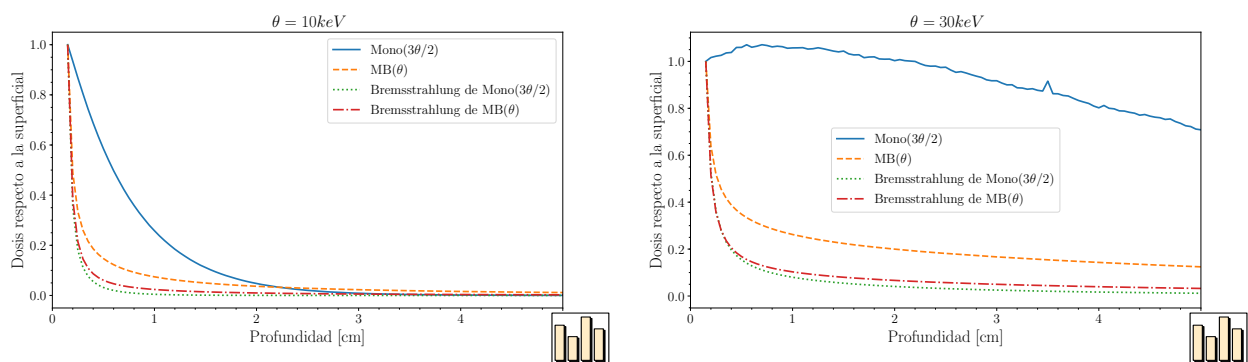 θ = 10keV
Dosis respecto a la superficial
1.0
0.8
0.6
0.4
0.2
0.0
Mono(3θ/2)
MB(θ)
Bremsstrahlung de Mono(3θ/2)
Bremsstrahlung de MB(θ)
0 1 2 3 4
Profundidad [cm]
θ = 30keV
Dosis respecto a la superficial
1.0
0.8
0.6
0.4
0.2
0.0
Mono(3θ/2)
MB(θ)
Bremsstrahlung de Mono(3θ/2)
Bremsstrahlung de MB(θ)
0 1 2 3 4
Profundidad [cm]